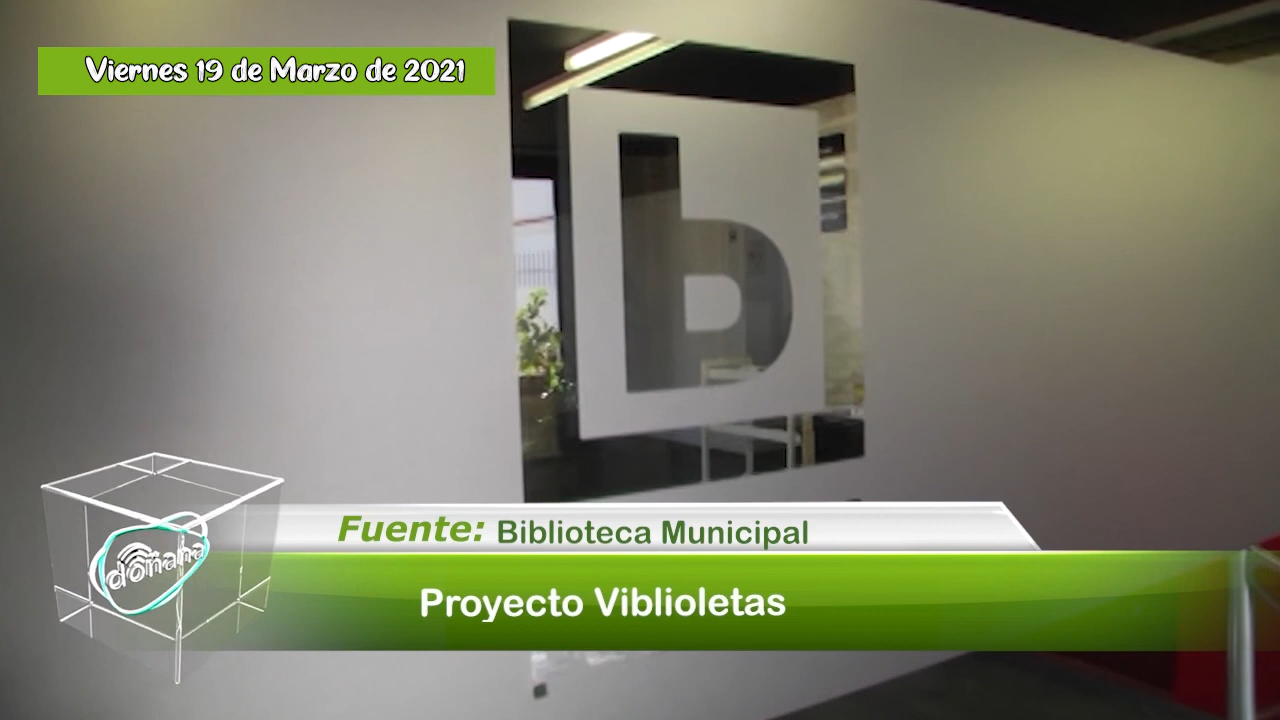 Viernes 19 de Marzo de 2021
b
Fuente: Biblioteca Municipal
doñana
Proyecto Viblioletas